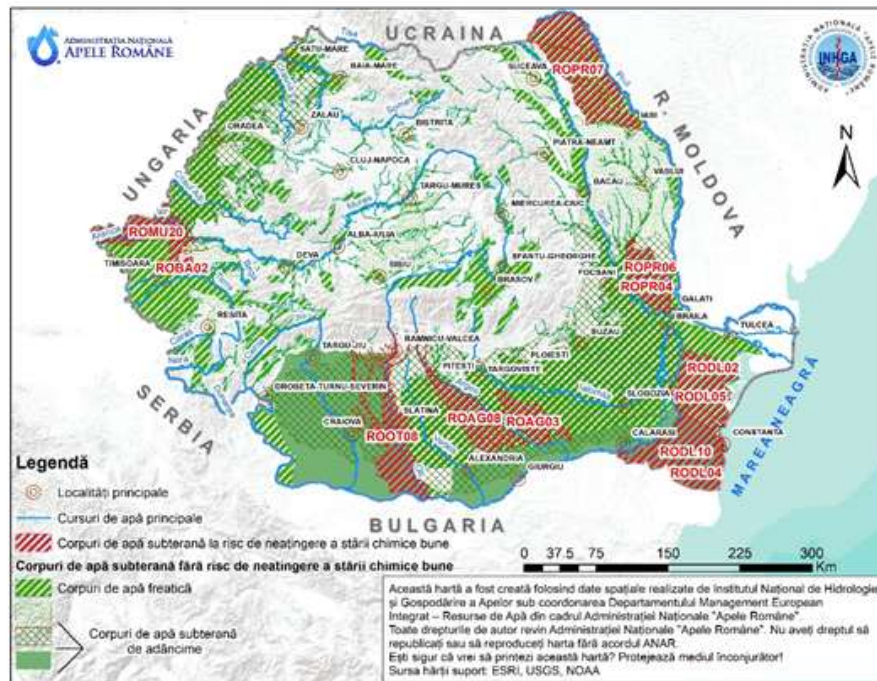 ADMINISTRAȚIA NAȚIONALĂ
APELE ROMÂNE
UCRAINA
INHGA
Tisa
SATU-MARE
BAIA-MARE
SUCEAVA
ROPR07
Prut
R. MOLDOVA
N
UNGARIA
ORADEA
ZALAU
BISTRITA
IASI
CLUJ-NAPOCA
PIATRA-NEAMT
TARGU-MURES
BACAU
VASLUI
MIERCUREA-CIUC
Mures
ROMU20
ALBA-IULIA
DEVA
TIMISOARA
ROBA02
SIBIU
SFANTU-GHEORGHE
BRASOV
FOCSANI
ROPR06
ROPR04
GALATI
BRAILA
RESITA
TULCEA
TARGU-JIU
RAMNICU-VALCEA
BUZAU
PLOIESTI
PITESTI
TARGOVISTE
RODL02
Nera
DROBETA-TURNU-SEVERIN
SLOBOZIA
RODL05
SERBIA
SLATINA
ROAG08
ROAG03
CRAIOVA
ROOT08
CALARASI
CONSTANTA
RODL10
RODL04
ALEXANDRIA
GIURGIU
MAREA NEAGRĂ
BULGARIA
Legendă
Localități principale
Cursuri de apă principale
Corpuri de apă subterană la risc de neatingere a stării chimice bune
Corpuri de apă subterană fără risc de neatingere a stării chimice bune
Corpuri de apă freatică
Corpuri de apă subterană
de adâncime
0 37.5 75 150 225 300
Km
Această hartă a fost creată folosind date spațiale realizate de Institutul Național de Hidrologie
și Gospodărire a Apelor sub coordonarea Departamentului Management European
Integrat – Resurse de Apă din cadrul Administrației Naționale "Apele Române".
Toate drepturile de autor revin Administrației Naționale "Apele Române". Nu aveți dreptul să
republicați sau să reproduceți harta fără acordul ANAR.
Ești sigur că vrei să printezi această hartă? Protejează mediul înconjurător!
Sursa hărții suport: ESRI, USGS, NOAA